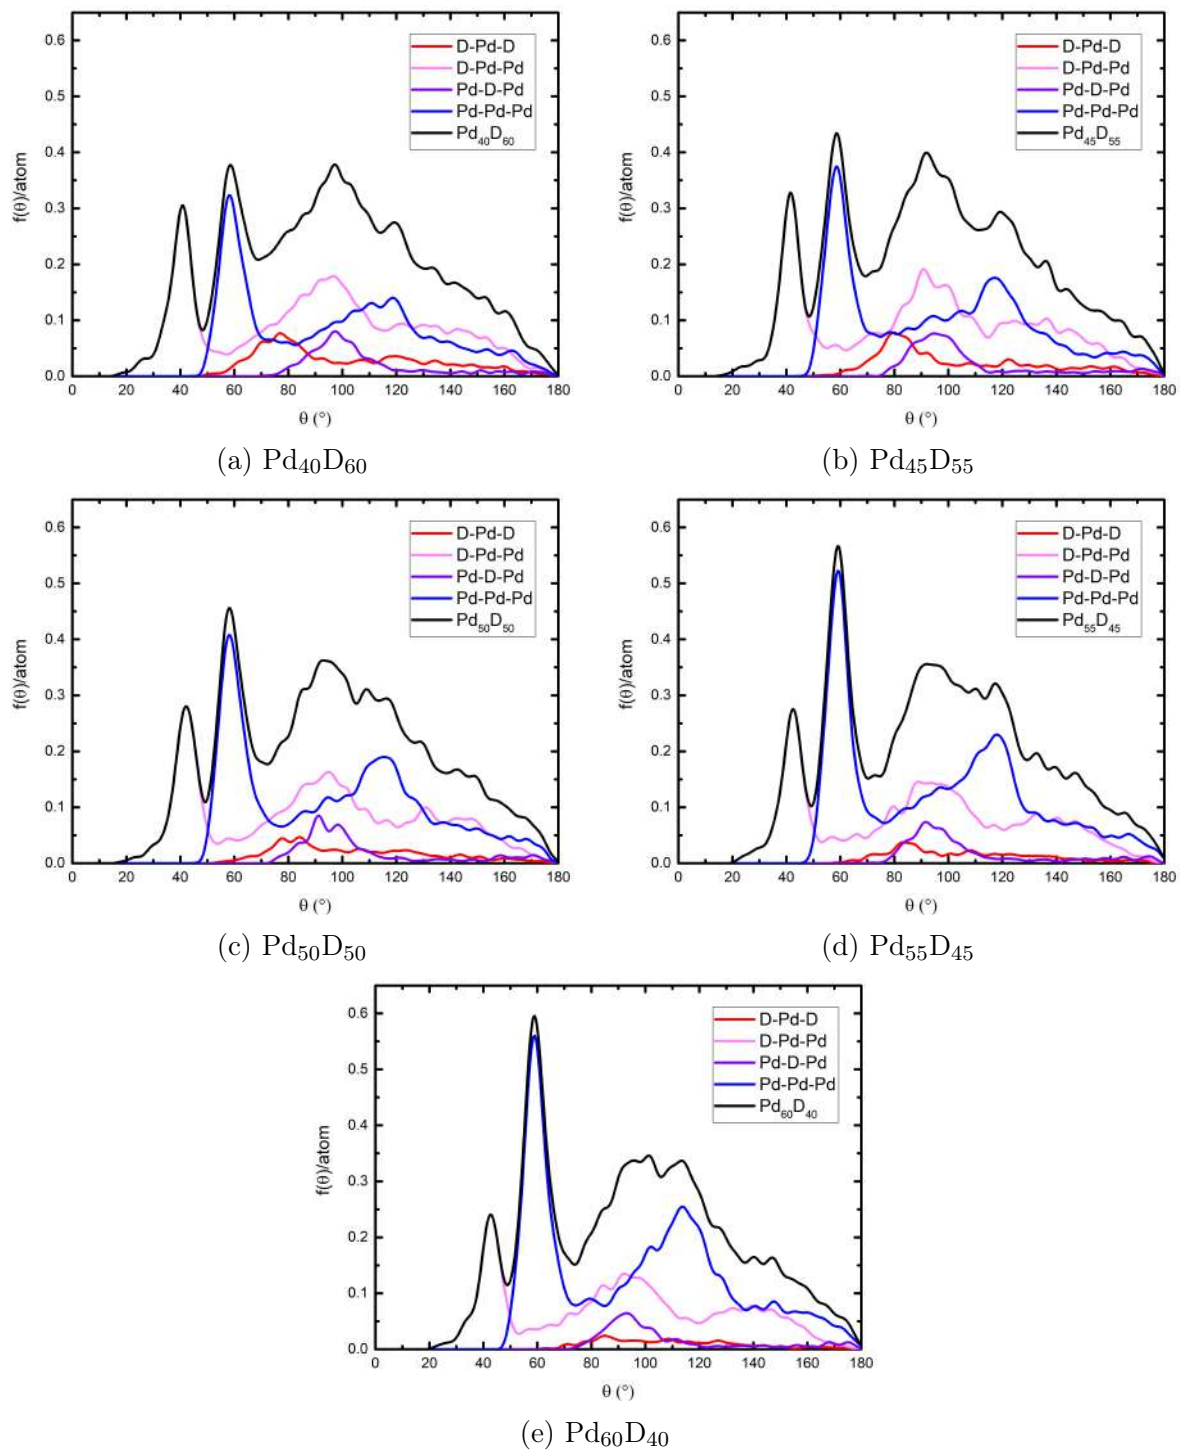 0.6
0.5
0.4
0.3
0.2
0.1
0.0
f(θ)/atom
D-Pd-D
D-Pd-Pd
Pd-D-Pd
Pd-Pd-Pd
Pd40D60
0 20 40 60 80 100 120 140 160 180
θ (°)
(a) Pd40D60
0.6
0.5
0.4
0.3
0.2
0.1
0.0
f(θ)/atom
D-Pd-D
D-Pd-Pd
Pd-D-Pd
Pd-Pd-Pd
Pd45D55
0 20 40 60 80 100 120 140 160 180
θ (°)
(b) Pd45D55
0.6
0.5
0.4
0.3
0.2
0.1
0.0
f(θ)/atom
D-Pd-D
D-Pd-Pd
Pd-D-Pd
Pd-Pd-Pd
Pd50D50
0 20 40 60 80 100 120 140 160 180
θ (°)
(c) Pd50D50
0.6
0.5
0.4
0.3
0.2
0.1
0.0
f(θ)/atom
D-Pd-D
D-Pd-Pd
Pd-D-Pd
Pd-Pd-Pd
Pd55D45
0 20 40 60 80 100 120 140 160 180
θ (°)
(d) Pd55D45
0.6
0.5
0.4
0.3
0.2
0.1
0.0
f(θ)/atom
D-Pd-D
D-Pd-Pd
Pd-D-Pd
Pd-Pd-Pd
Pd60D40
0 20 40 60 80 100 120 140 160 180
θ (°)
(e) Pd60D40